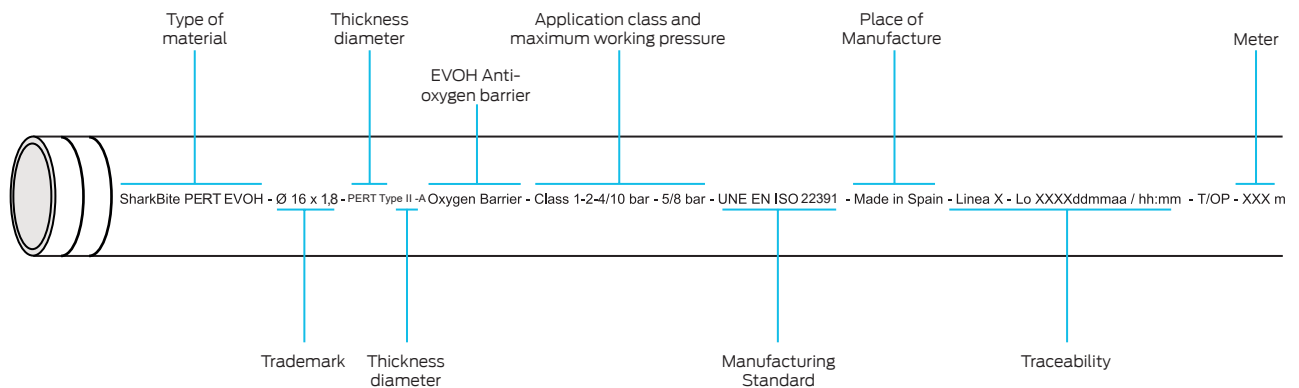 Type of
material
Thickness
diameter
Application class and
maximum working pressure
Place of
Manufacture
Meter
EVOH Anti-
oxygen barrier
SharkBite PERT EVOH - Ø 16 x 1,8 - PERT Type II -A Oxygen Barrier - Class 1-2-4/10 bar - 5/8 bar - UNE EN ISO 22391 - Made in Spain - Linea X - Lo XXXXddmmaa / hh:mm - T/OP - XXX m
Trademark
Thickness
diameter
Manufacturing
Standard
Traceability